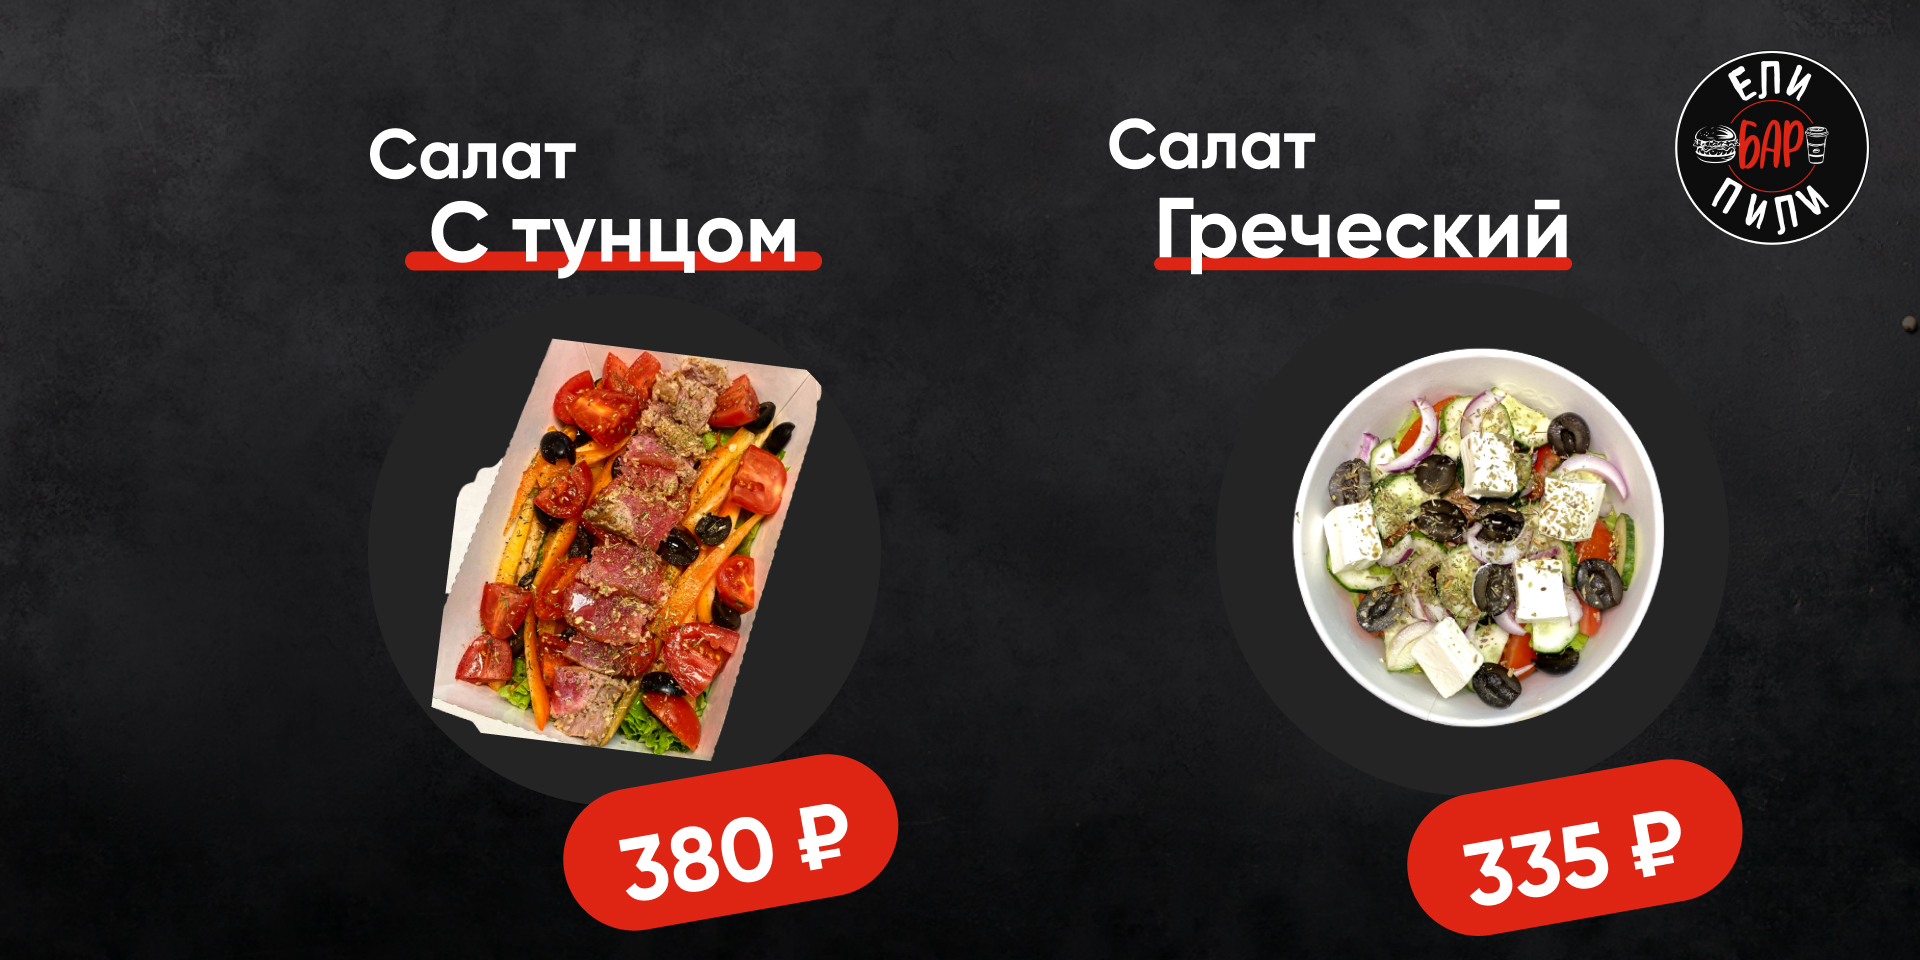 Салат
С тунцом
380 ₽
Салат
Греческий
335 ₽
ЕЛИ
БАР
ПИЛИ